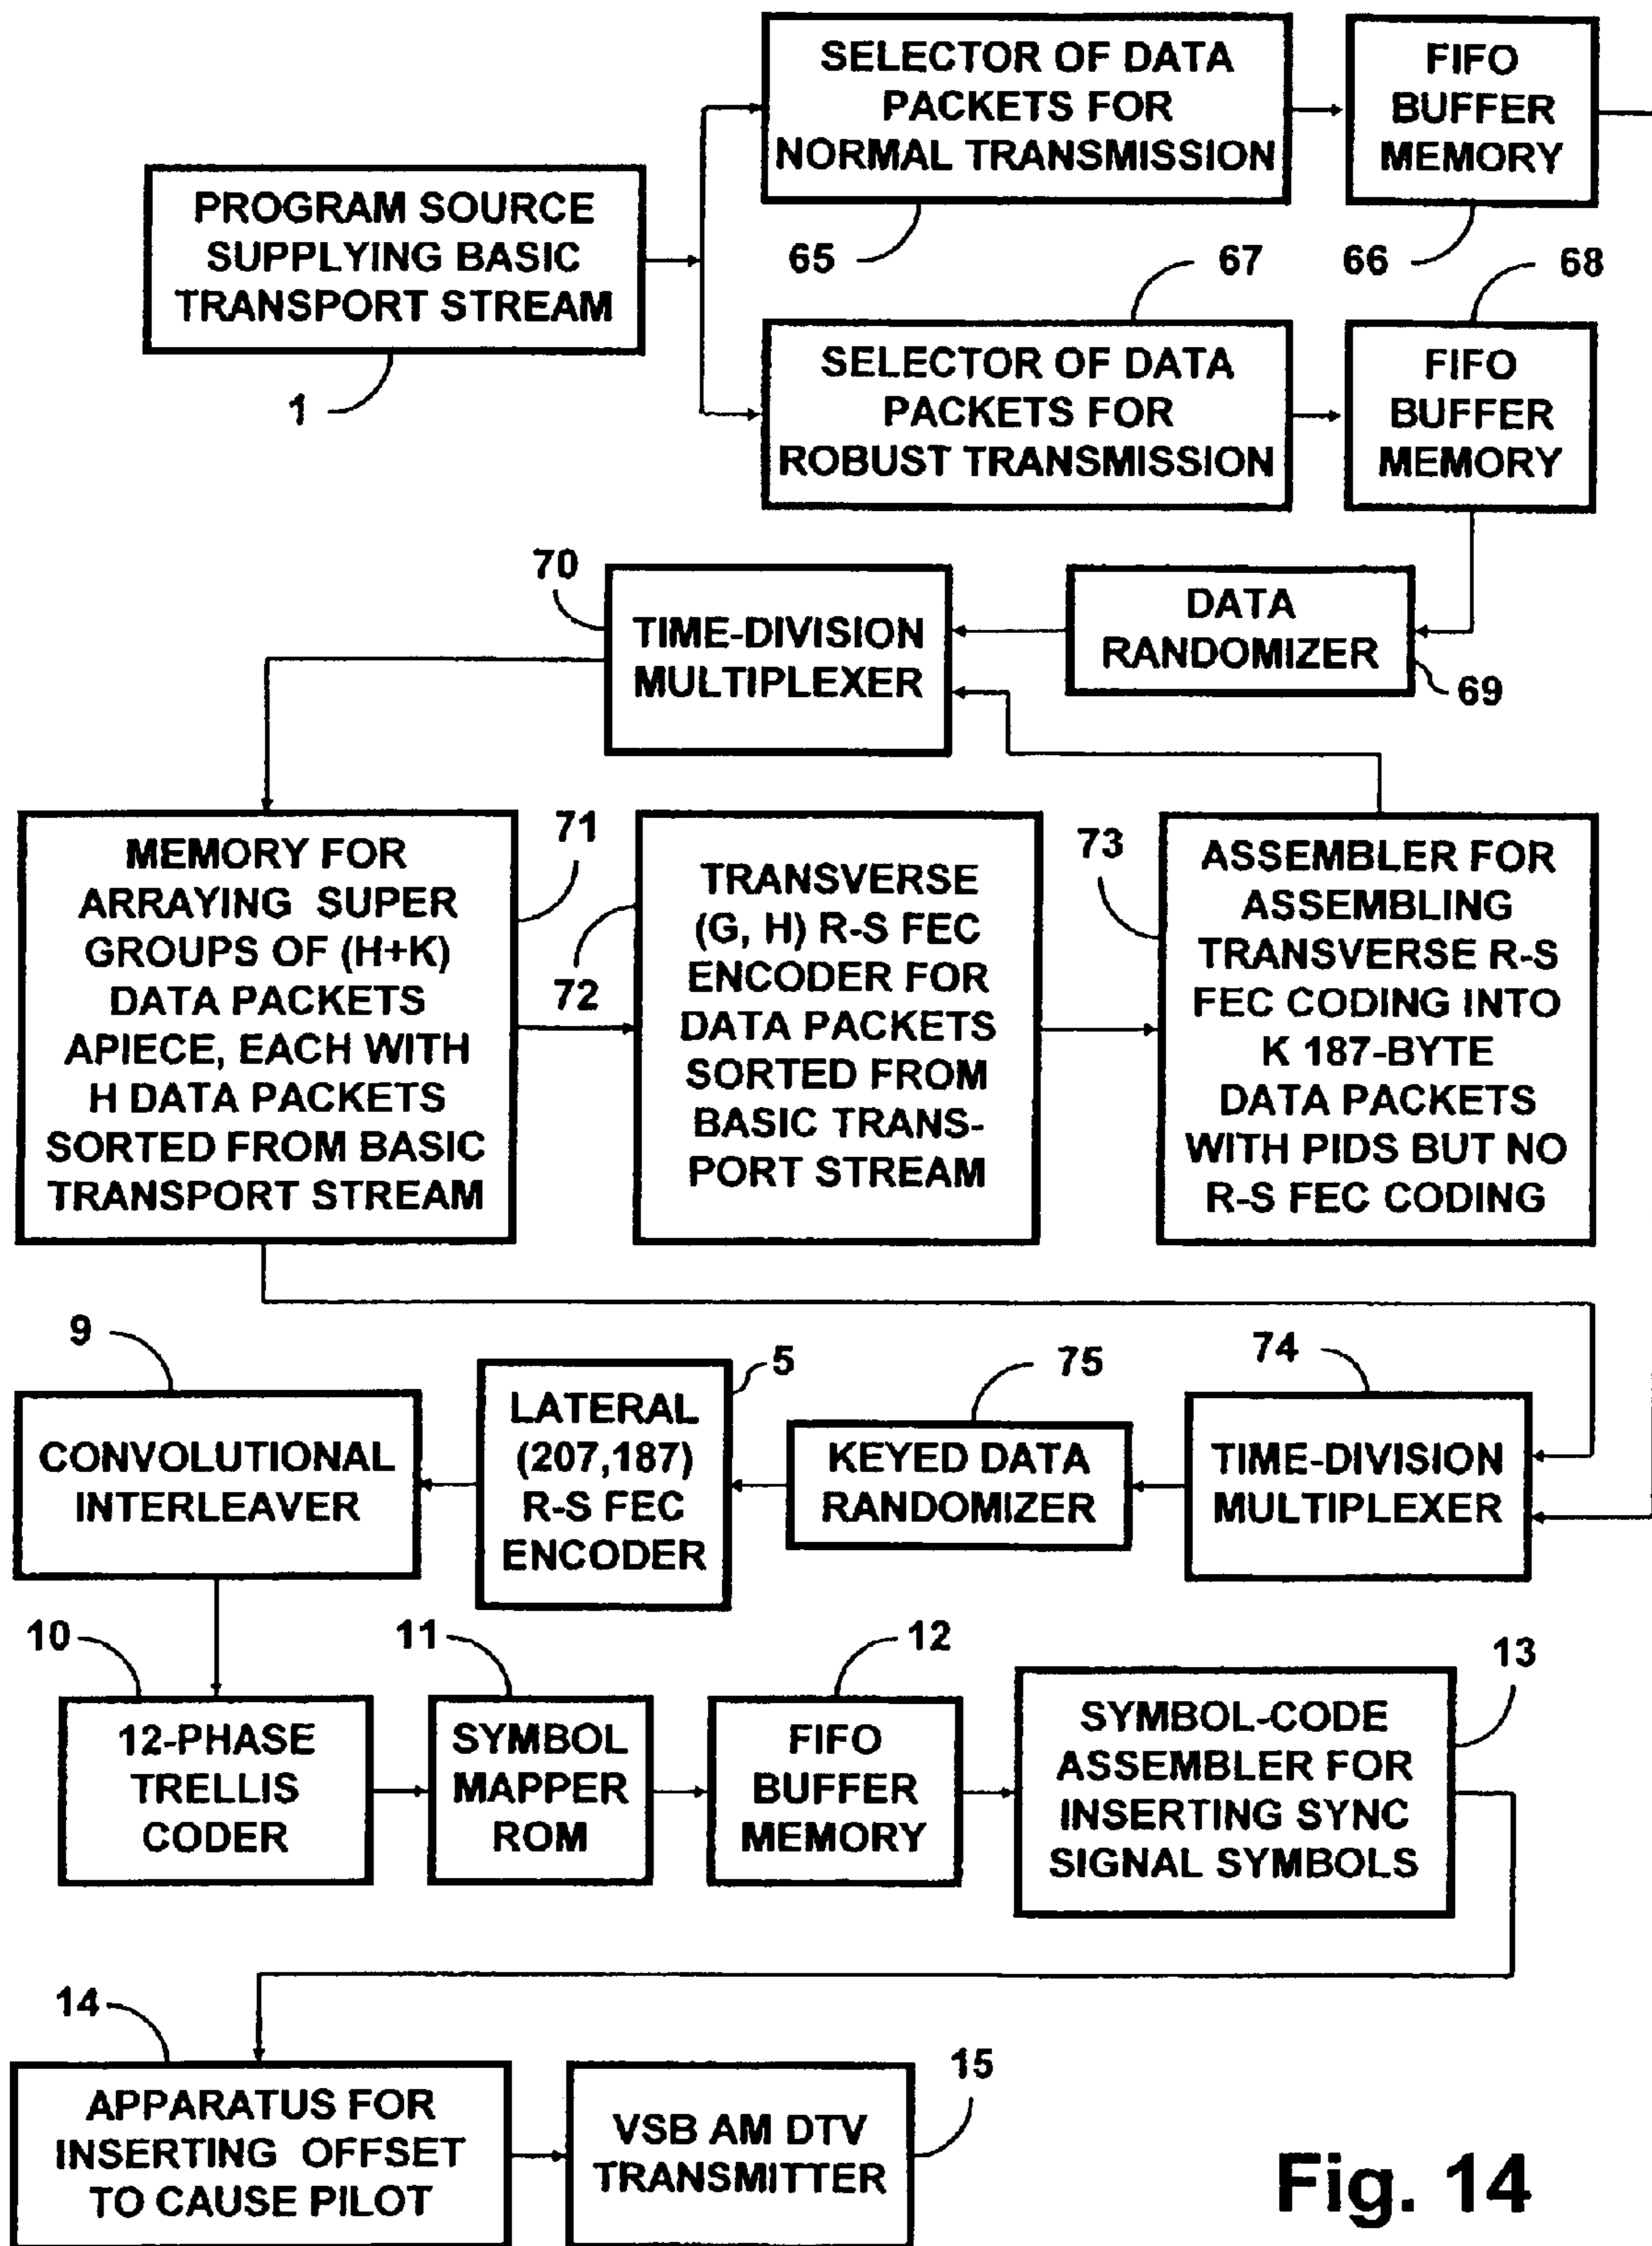 SELECTOR OF DATA
PACKETS FOR
NORMAL TRANSMISSION
65
FIFO
BUFFER
MEMORY
66
PROGRAM SOURCE
SUPPLYING BASIC
TRANSPORT STREAM
1
67
SELECTOR OF DATA
PACKETS FOR
ROBUST TRANSMISSION
68
FIFO
BUFFER
MEMORY
70
TIME-DIVISION
MULTIPLEXER
DATA
RANDOMIZER
69
MEMORY FOR
ARRAYING SUPER
GROUPS OF (H+K)
DATA PACKETS
APIECE, EACH WITH
H DATA PACKETS
SORTED FROM BASIC
TRANSPORT STREAM
71
72
TRANSVERSE
(G, H) R-S FEC
ENCODER FOR
DATA PACKETS
SORTED FROM
BASIC TRANS-
PORT STREAM
73
ASSEMBLER FOR
ASSEMBLING
TRANSVERSE R-S
FEC CODING INTO
K 187-BYTE
DATA PACKETS
WITH PIDS BUT NO
R-S FEC CODING
9
CONVOLUTIONAL
INTERLEAVER
5
LATERAL
(207,187)
R-S FEC
ENCODER
75
KEYED DATA
RANDOMIZER
74
TIME-DIVISION
MULTIPLEXER
10
12-PHASE
TRELLIS
CODER
11
SYMBOL
MAPPER
ROM
12
FIFO
BUFFER
MEMORY
13
SYMBOL-CODE
ASSEMBLER FOR
INSERTING SYNC
SIGNAL SYMBOLS
14
APPARATUS FOR
INSERTING OFFSET
TO CAUSE PILOT
15
VSB AM DTV
TRANSMITTER
Fig. 14